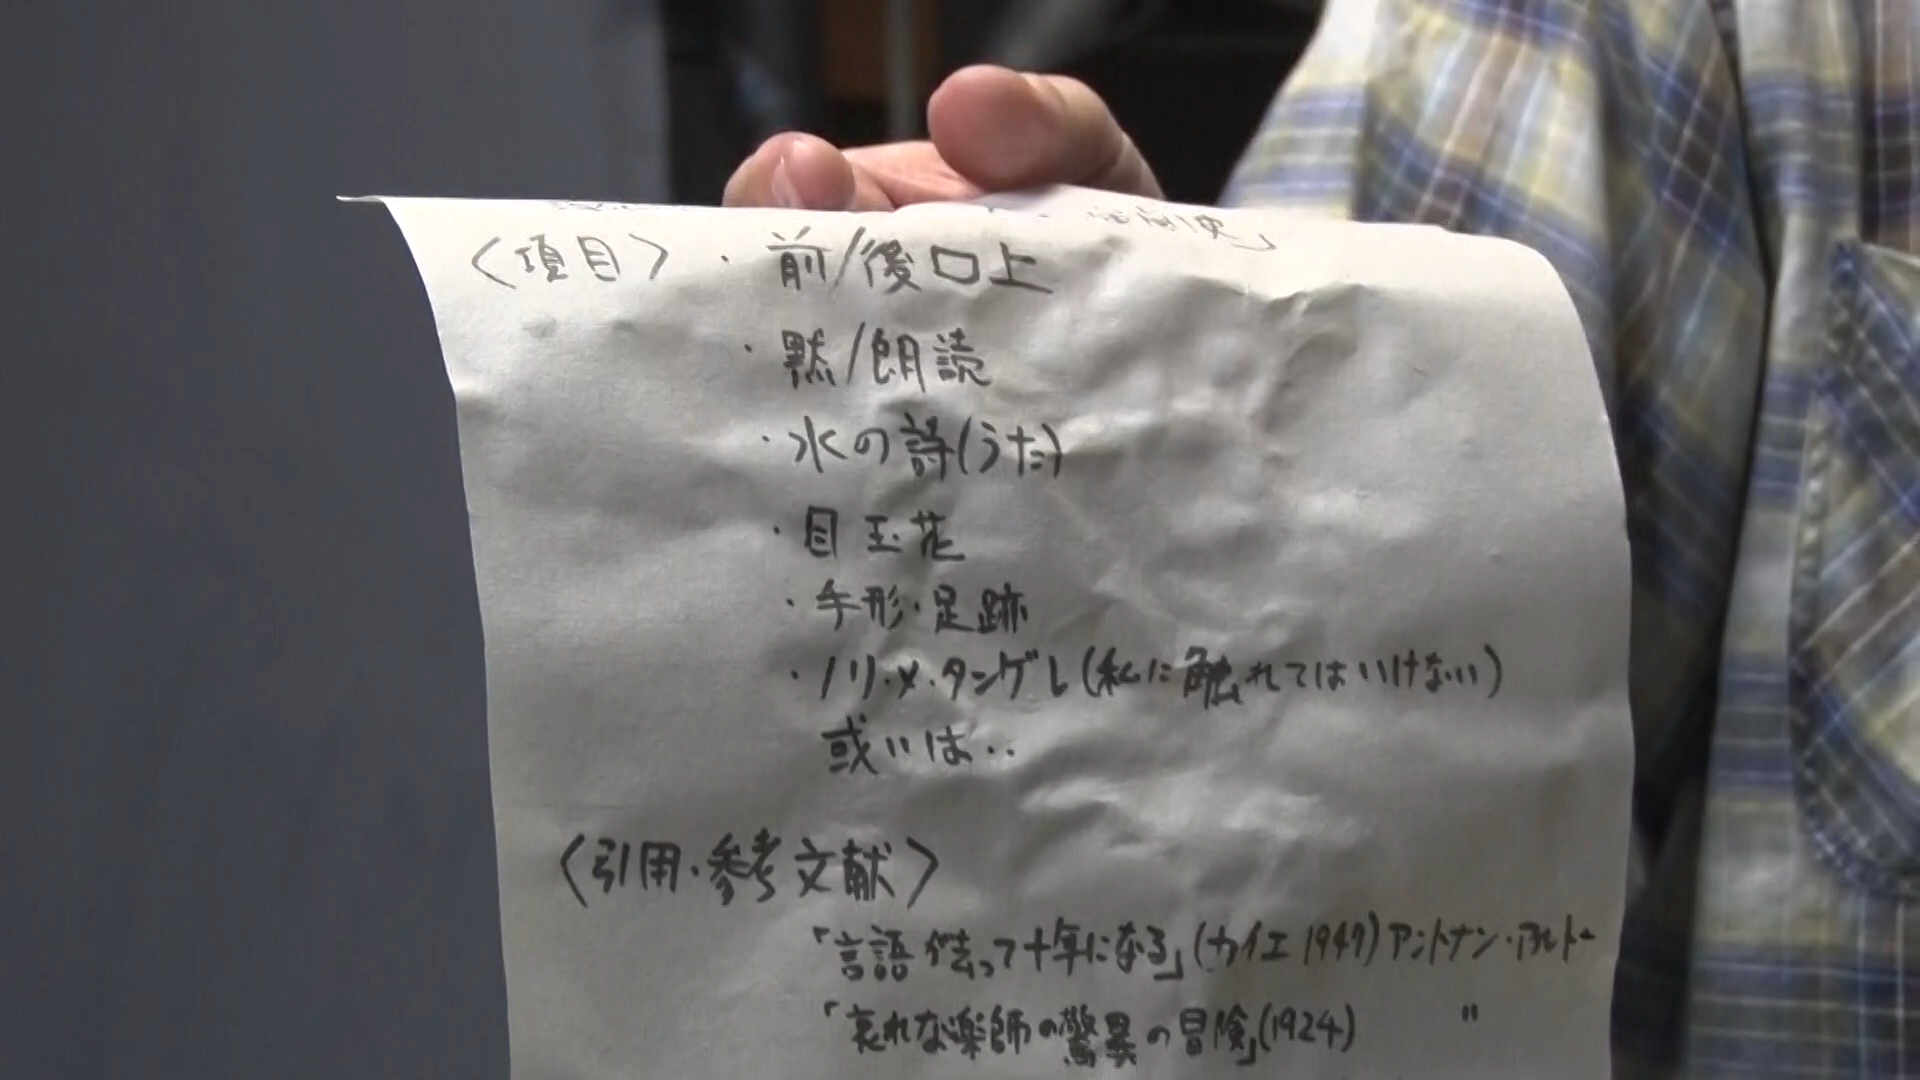 〈項目〉・前/後口上
・黙/朗読
・水の詩(うた)
・目玉花
・手形・足跡
・ノリ・メ・タンゲレ(私に触れてはいけない)
或いは‥
〈引用・参考文献〉
「言語が去って十年になる」(カイエ 1947) アントナン・アルトー
「哀れな楽師の驚異の冒険」(1924) 〃